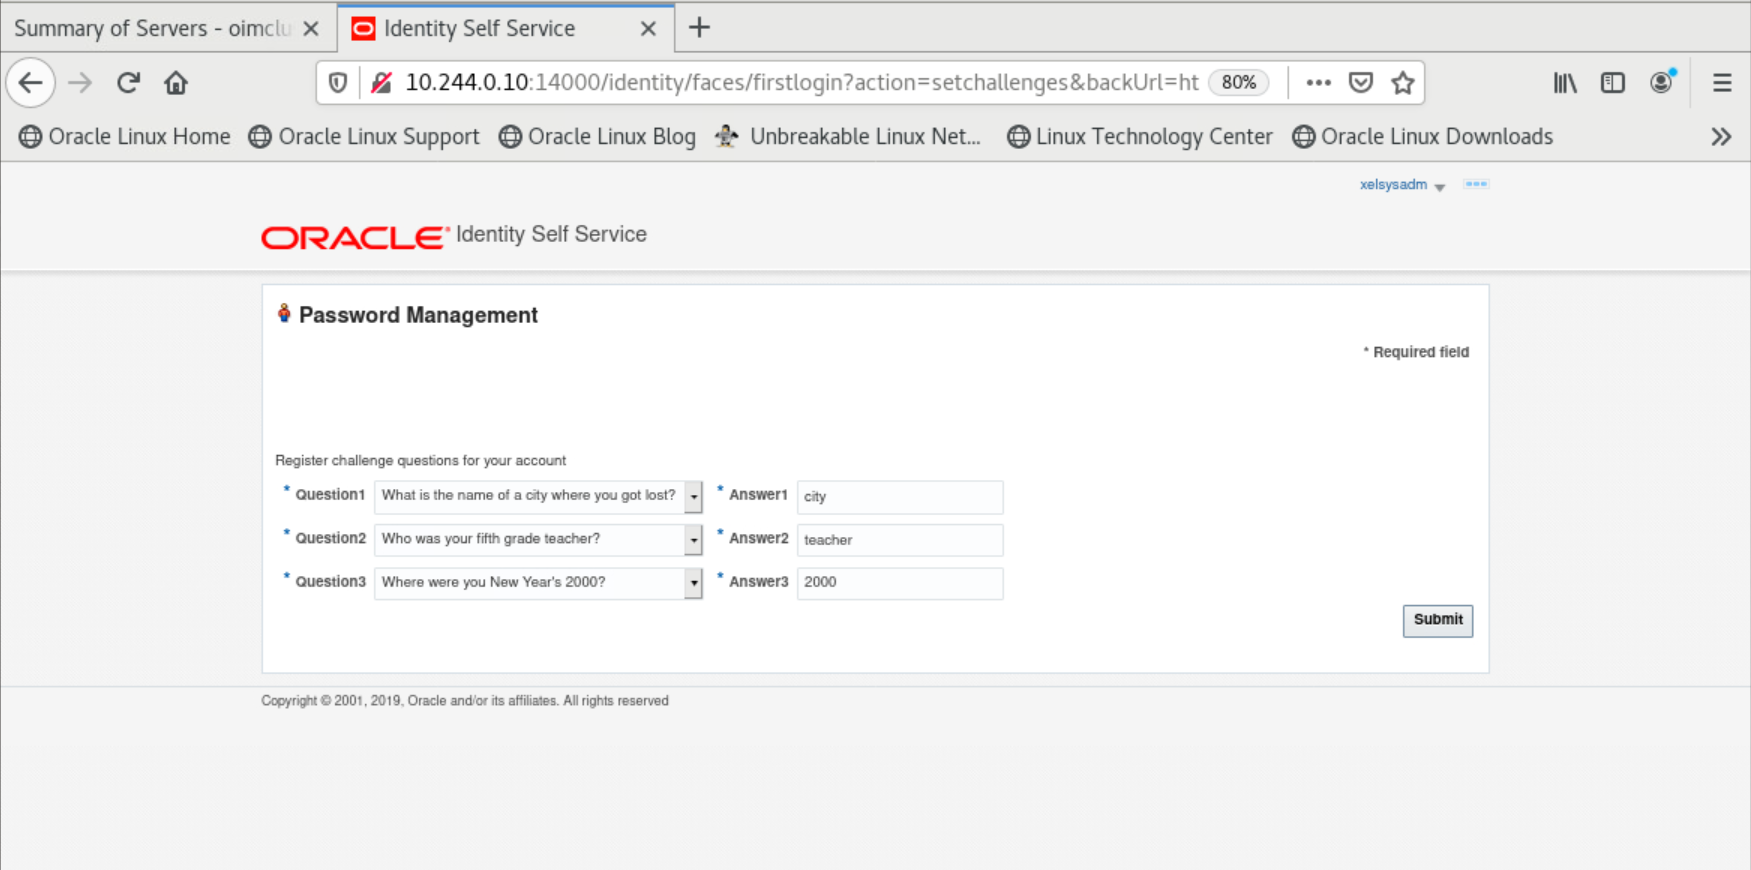 Summary of Servers - oimclu
Identity Self Service
10.244.0.10:14000/identity/faces/firstlogin?action=setchallenges&backUrl=ht 80%
Oracle Linux Home Oracle Linux Support Oracle Linux Blog Unbreakable Linux Net... Linux Technology Center Oracle Linux Downloads
xelsysadm
ORACLE Identity Self Service
Password Management
* Required field
Register challenge questions for your account
* Question1 What is the name of a city where you got lost? * Answer1 city
* Question2 Who was your fifth grade teacher? * Answer2 teacher
* Question3 Where were you New Year's 2000? * Answer3 2000
Submit
Copyright © 2001, 2019, Oracle and/or its affiliates. All rights reserved